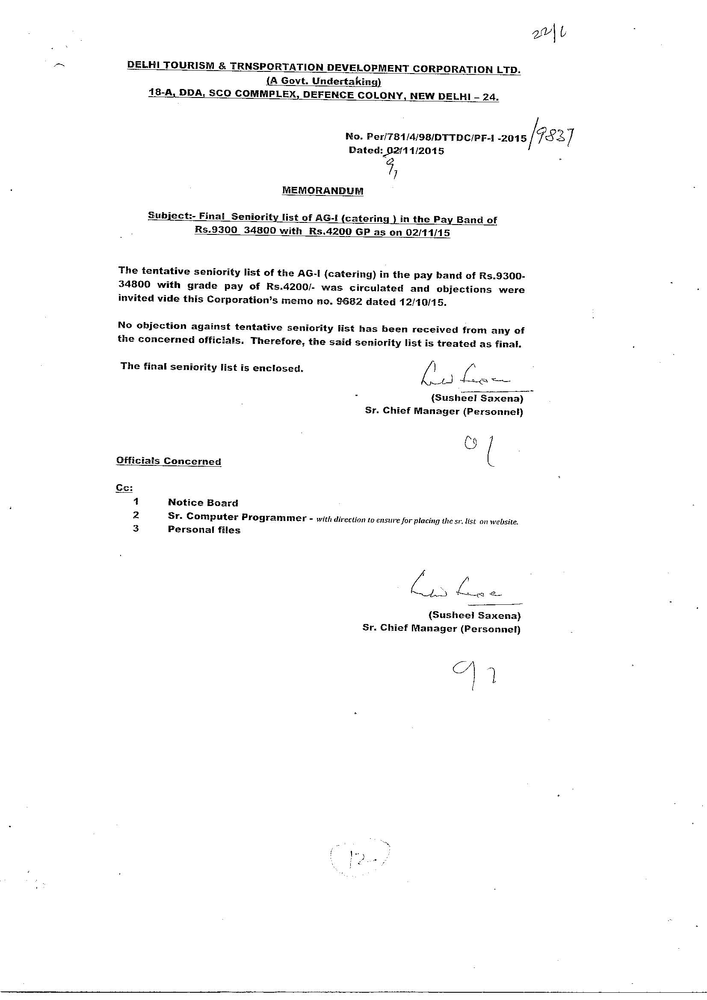 22/1
DELHI TOURISM & TRNSPORTATION DEVELOPMENT CORPORATION LTD.
(A Govt. Undertaking)
18-A, DDA, SCO COMMPLEX, DEFENCE COLONY, NEW DELHI – 24.
No. Per/781/4/98/DTTDC/PF-I -2015/9837
Dated: 02/11/2015
9,
MEMORANDUM
Subject:- Final Seniority list of AG-I (catering ) in the Pay Band of
Rs.9300 34800 with Rs.4200 GP as on 02/11/15
The tentative seniority list of the AG-I (catering) in the pay band of Rs.9300-
34800 with grade pay of Rs.4200/- was circulated and objections were
invited vide this Corporation's memo no. 9682 dated 12/10/15.
No objection against tentative seniority list has been received from any of
the concerned officials. Therefore, the said seniority list is treated as final.
The final seniority list is enclosed.
(Susheel Saxena)
Sr. Chief Manager (Personnel)
Officials Concerned
Cc:
1 Notice Board
2 Sr. Computer Programmer - with direction to ensure for placing the sr. list on website.
3 Personal files
(Susheel Saxena)
Sr. Chief Manager (Personnel)
12